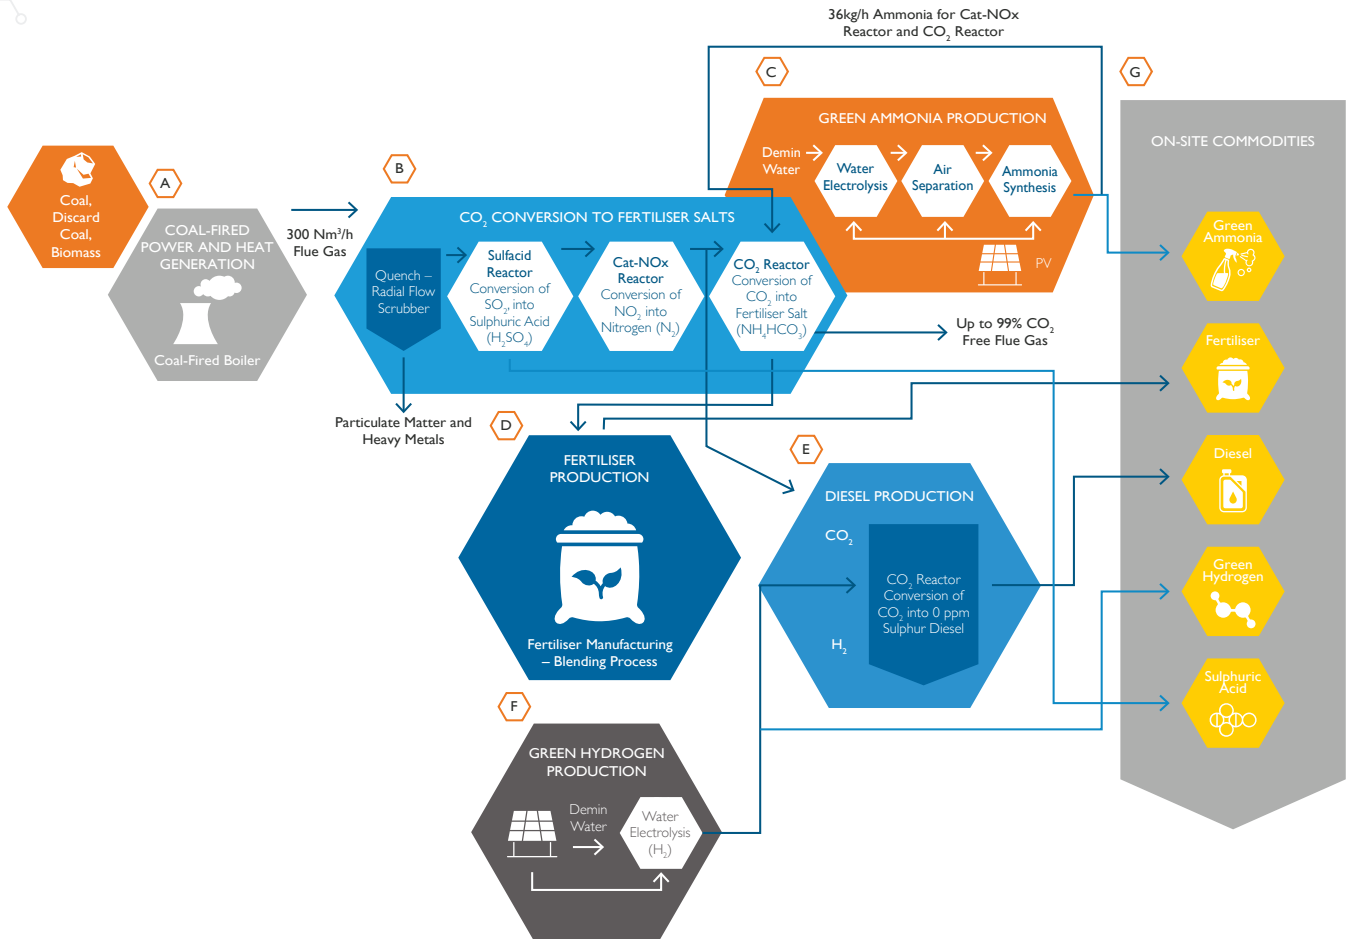 36kg/h Ammonia for Cat-NOx
Reactor and CO₂ Reactor
C
G
GREEN AMMONIA PRODUCTION
Demin
Water
Water
Electrolysis
Air
Separation
Ammonia
Synthesis
PV
ON-SITE COMMODITIES
Coal,
Discard
Coal,
Biomass
A
COAL-FIRED
POWER AND HEAT
GENERATION
Coal-Fired Boiler
300 Nm³/h
Flue Gas
B
CO₂ CONVERSION TO FERTILISER SALTS
Quench –
Radial Flow
Scrubber
Sulfacid
Reactor
Conversion of
SO₂, into
Sulphuric Acid
(H₂SO₄)
Cat-NOx
Reactor
Conversion of
NO₂ into
Nitrogen (N₂)
CO₂ Reactor
Conversion of
CO₂ into
Fertiliser Salt
(NH₄HCO₃)
Up to 99% CO₂
Free Flue Gas
Particulate Matter and
Heavy Metals
D
FERTILISER
PRODUCTION
Fertiliser Manufacturing
– Blending Process
E
DIESEL PRODUCTION
CO₂
H₂
CO₂ Reactor
Conversion of
CO₂ into 0 ppm
Sulphur Diesel
F
GREEN HYDROGEN
PRODUCTION
Demin
Water
Water
Electrolysis
(H₂)
Green
Ammonia
Fertiliser
Diesel
Green
Hydrogen
Sulphuric
Acid